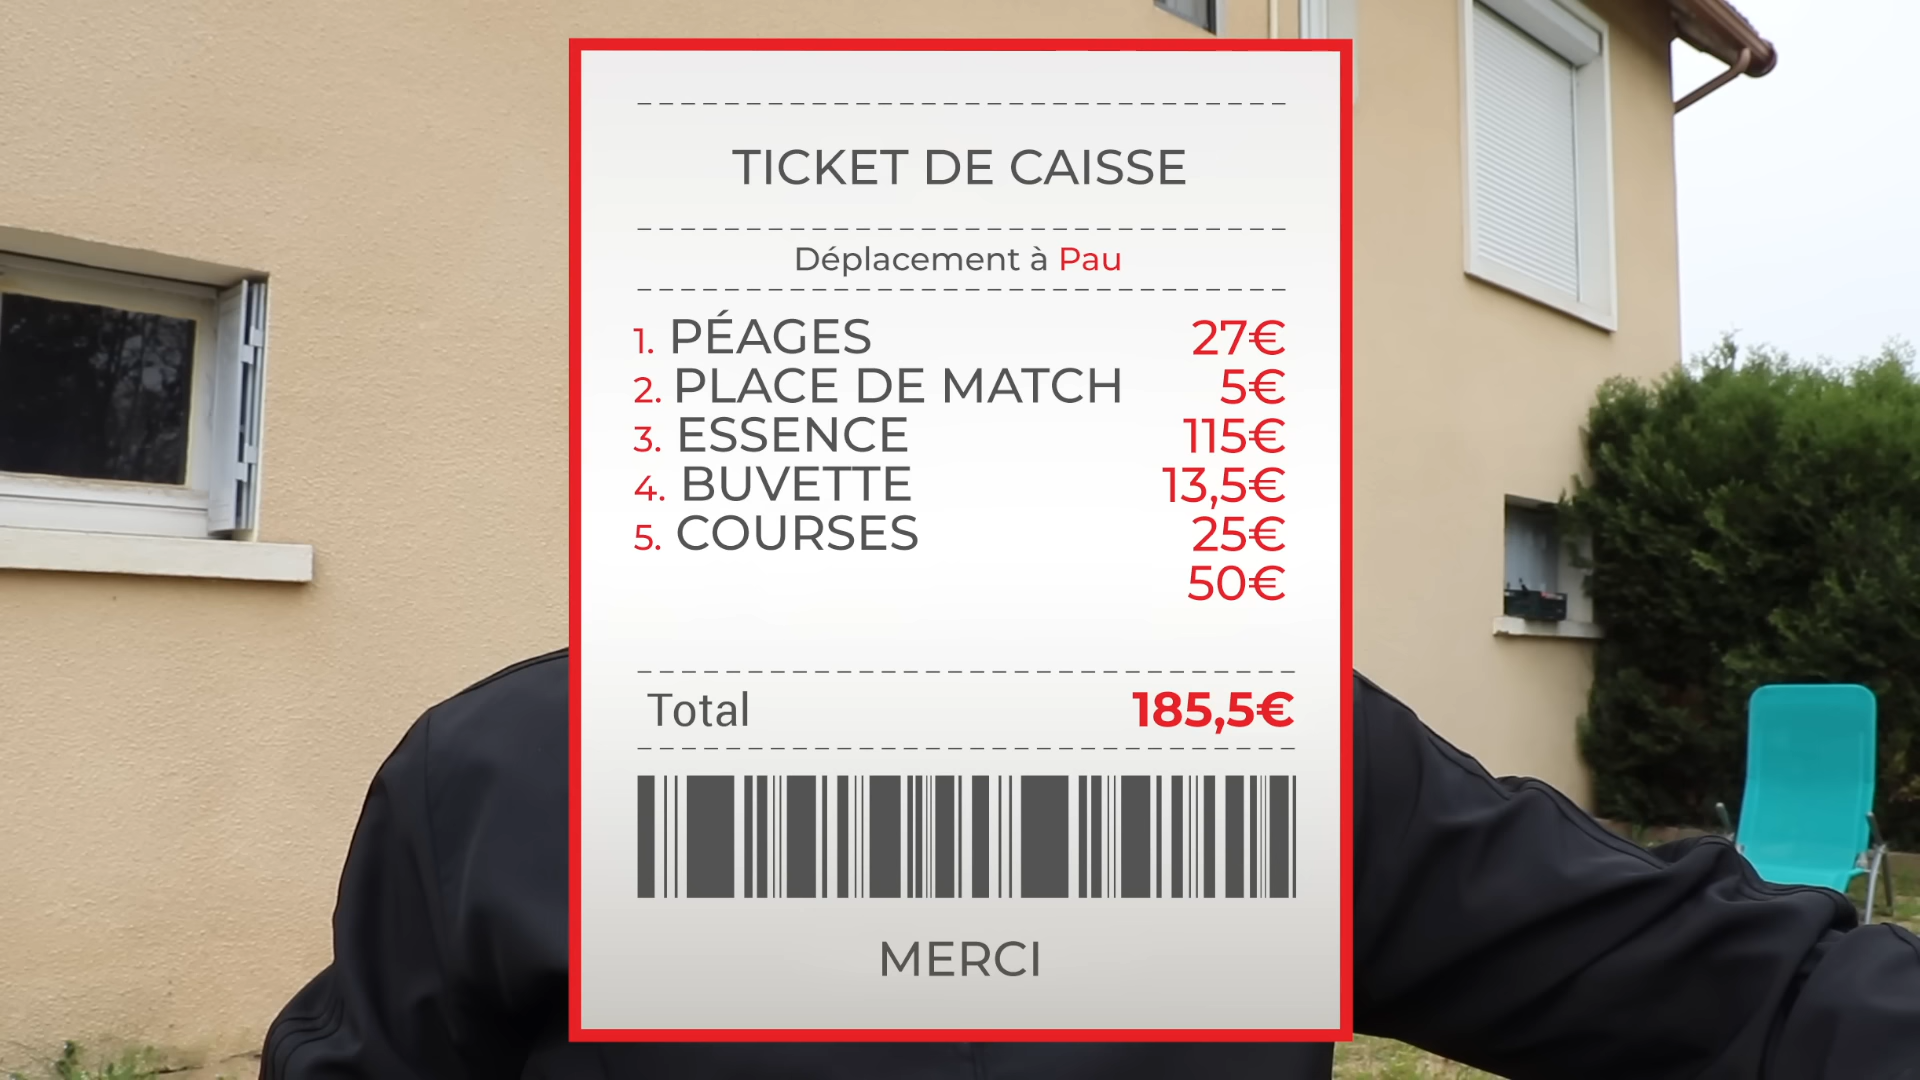 TICKET DE CAISSE
Déplacement à Pau
1. PÉAGES 27€
2. PLACE DE MATCH 5€
3. ESSENCE 115€
4. BUVETTE 13,5€
5. COURSES 25€
50€
Total 185,5€
MERCI